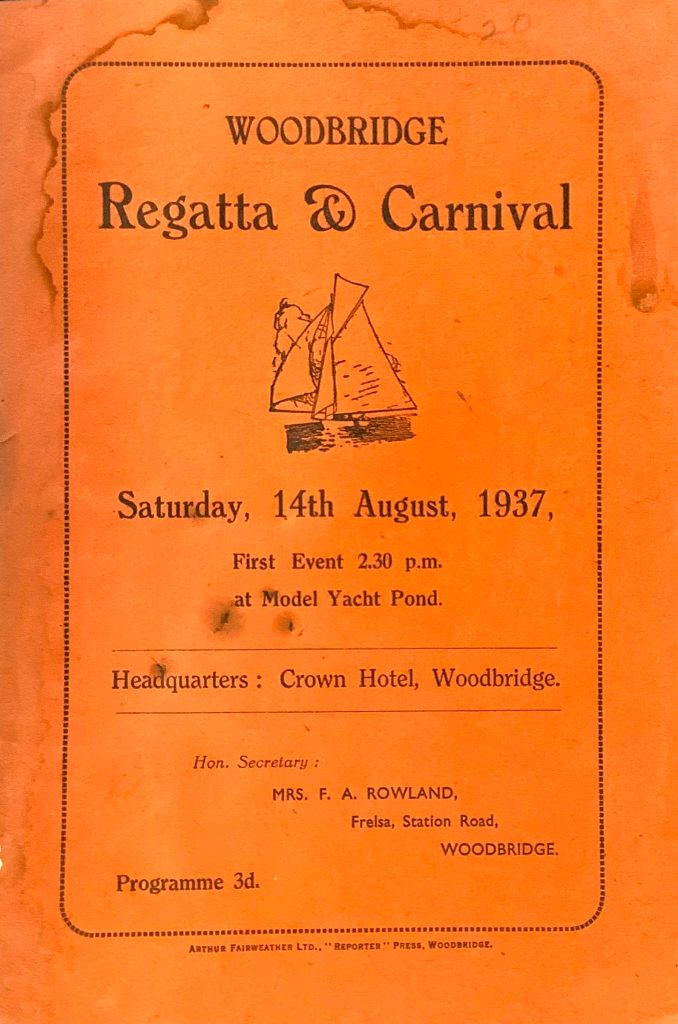 20
WOODBRIDGE
Regatta & Carnival
Saturday, 14th August, 1937,
First Event 2.30 p.m.
at Model Yacht Pond.
Headquarters : Crown Hotel, Woodbridge.
Hon. Secretary :
MRS. F. A. ROWLAND,
Frelsa, Station Road,
WOODBRIDGE.
Programme 3d.
ARTHUR FAIRWEATHER LTD., "REPORTER" PRESS, WOODBRIDGE.